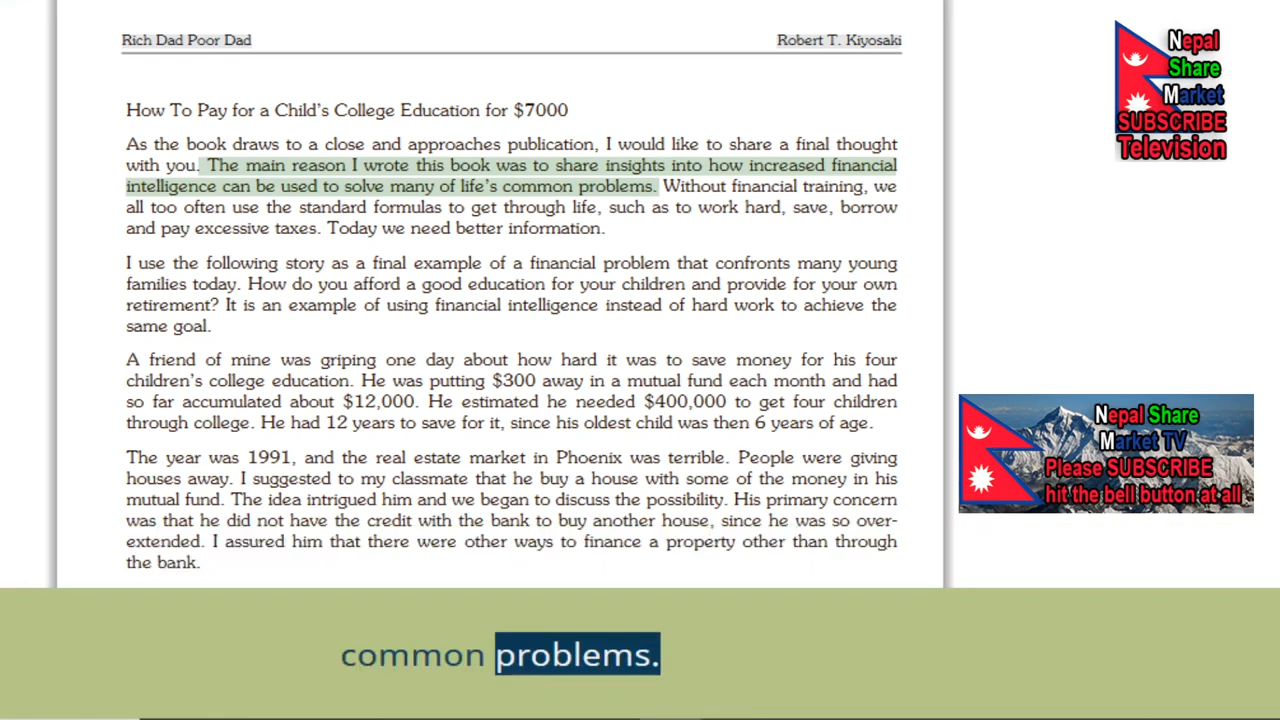 Rich Dad Poor Dad
Robert T. Kiyosaki
How To Pay for a Child's College Education for $7000
As the book draws to a close and approaches publication, I would like to share a final thought
with you. The main reason I wrote this book was to share insights into how increased financial
intelligence can be used to solve many of life's common problems. Without financial training, we
all too often use the standard formulas to get through life, such as to work hard, save, borrow
and pay excessive taxes. Today we need better information.
I use the following story as a final example of a financial problem that confronts many young
families today. How do you afford a good education for your children and provide for your own
retirement? It is an example of using financial intelligence instead of hard work to achieve the
same goal.
A friend of mine was griping one day about how hard it was to save money for his four
children's college education. He was putting $300 away in a mutual fund each month and had
so far accumulated about $12,000. He estimated he needed $400,000 to get four children
through college. He had 12 years to save for it, since his oldest child was then 6 years of age.
The year was 1991, and the real estate market in Phoenix was terrible. People were giving
houses away. I suggested to my classmate that he buy a house with some of the money in his
mutual fund. The idea intrigued him and we began to discuss the possibility. His primary concern
was that he did not have the credit with the bank to buy another house, since he was so over-
extended. I assured him that there were other ways to finance a property other than through
the bank.
Nepal
Share
Market
SUBSCRIBE
Television
Nepal Share
Market TV
Please SUBSCRIBE
hit the bell button at all
common problems.